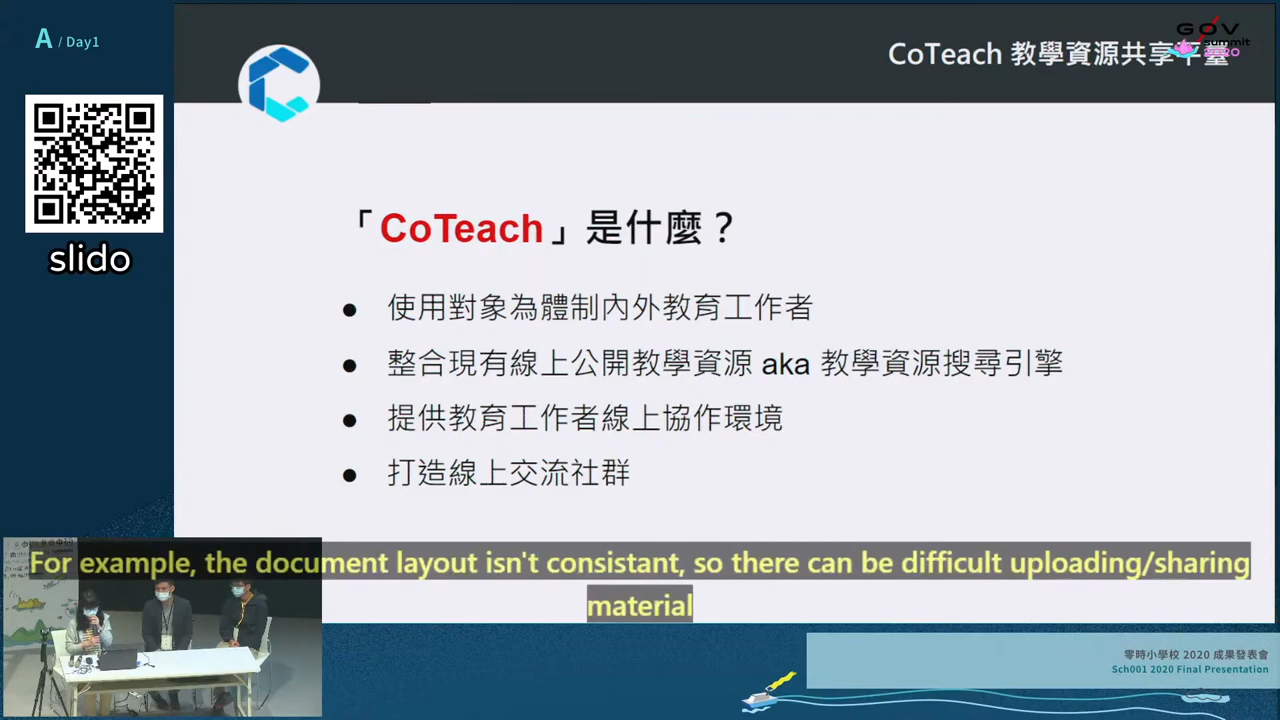 A / Day1
slido
GOV
summit
2020
CoTeach 教學資源共享平臺
「CoTeach」是什麼？
● 使用對象為體制內外教育工作者
● 整合現有線上公開教學資源 aka 教學資源搜尋引擎
● 提供教育工作者線上協作環境
● 打造線上交流社群
For example, the document layout isn't consistant, so there can be difficult uploading/sharing
material
零時小學校 2020 成果發表會
Sch001 2020 Final Presentation